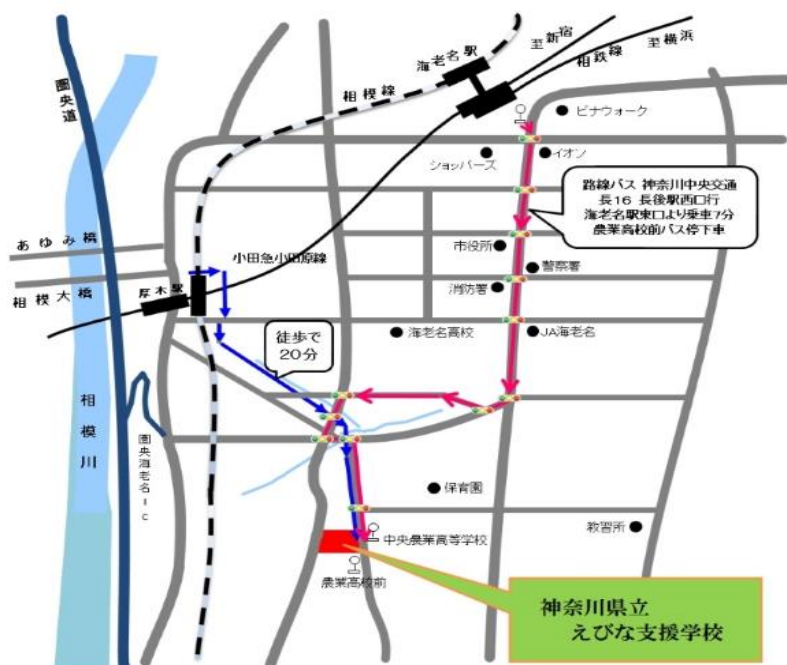 至新宿
至横浜
相鉄線
海老名駅
相模線
圏央道
ビナウォーク
ショッパーズ
イオン
路線バス 神奈川中央交通
長16 長後駅西口行
海老名駅東口より乗車7分
農業高校前バス停下車
あゆみ橋
市役所
小田急小田原線
警察署
相模大橋
厚木駅
消防署
徒歩で
20分
海老名高校
JA海老名
相模川
圏央海老名IC
保育園
教習所
中央農業高等学校
農業高校前
神奈川県立
えびな支援学校